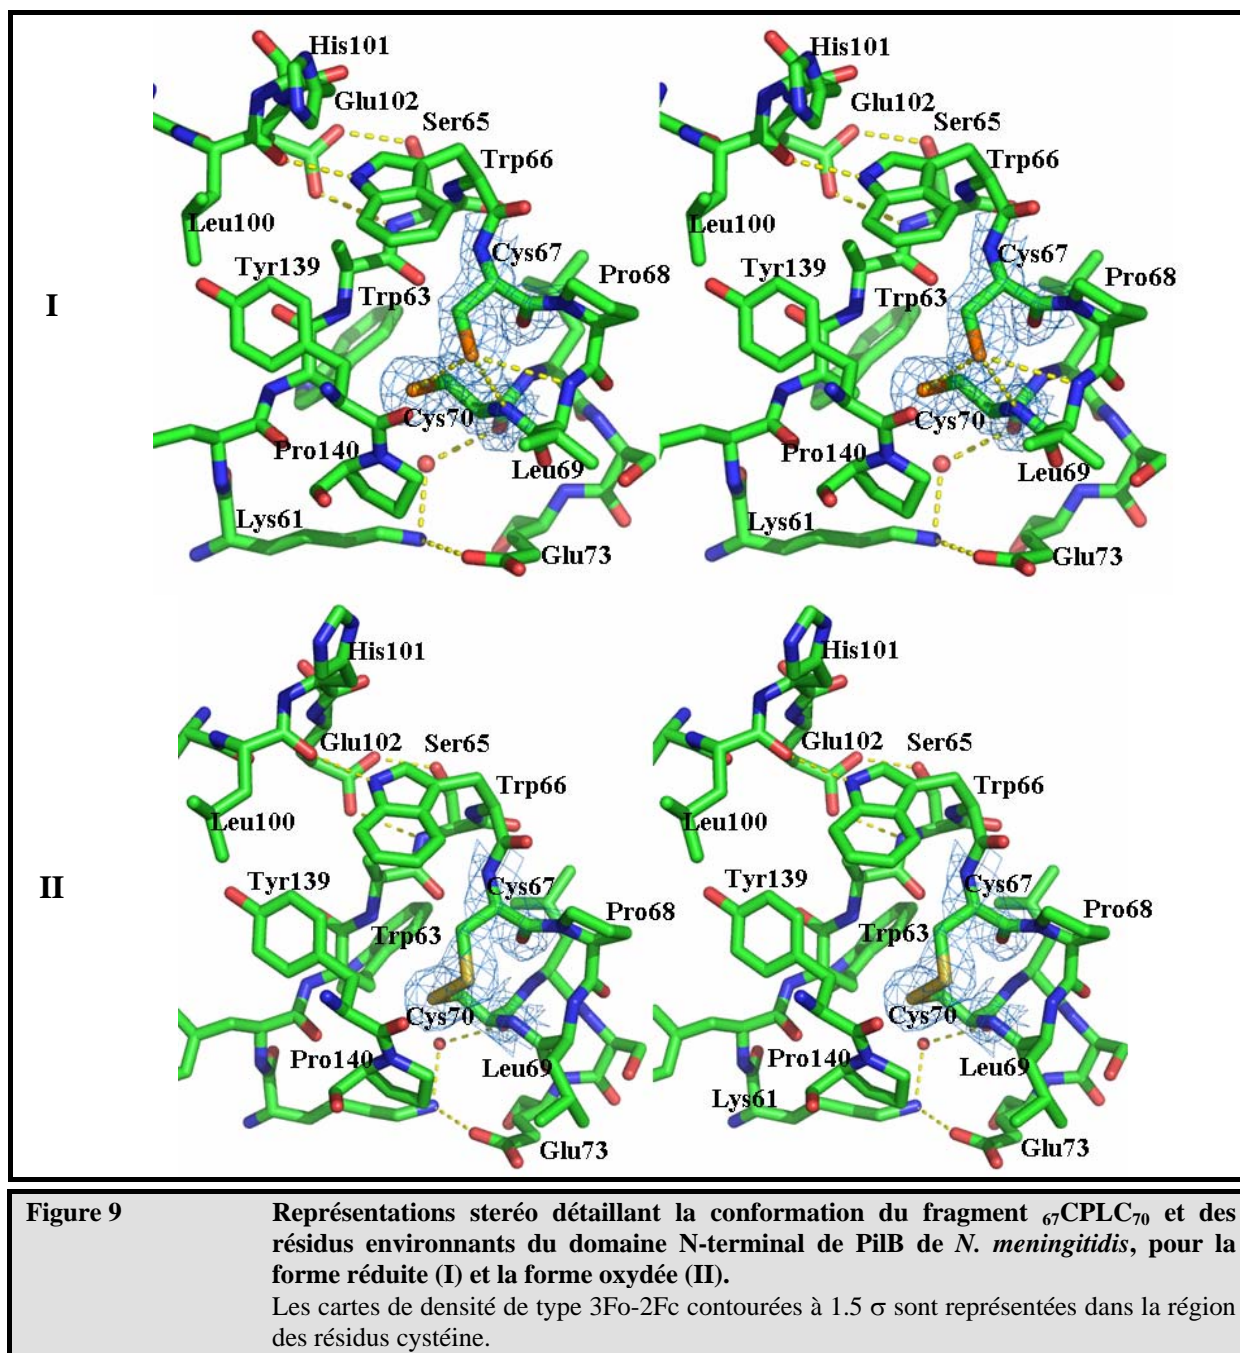 His101
His101
Glu102
Glu102
Ser65
Ser65
Trp66
Trp66
Leu100
Leu100
Cys67
Cys67
Tyr139
Tyr139
Trp63
Trp63
Pro68
Pro68
I
Cys70
Cys70
Pro140
Pro140
Leu69
Leu69
Lys61
Lys61
Glu73
Glu73
His101
His101
Glu102
Glu102
Ser65
Ser65
Trp66
Trp66
Leu100
Leu100
Tyr139
Tyr139
Cys67
Cys67
II
Pro68
Pro68
Trp63
Trp63
Cys70
Cys70
Pro140
Pro140
Leu69
Leu69
Lys61
Glu73
Glu73
Figure 9
Représentations stereó détaillant la conformation du fragment ₆₇CPLC₇₀ et des
résidus environnants du domaine N-terminal de PilB de N. meningitidis, pour la
forme réduite (I) et la forme oxydée (II).
Les cartes de densité de type 3Fo-2Fc contourées à 1.5 σ sont représentées dans la région
des résidus cystéine.